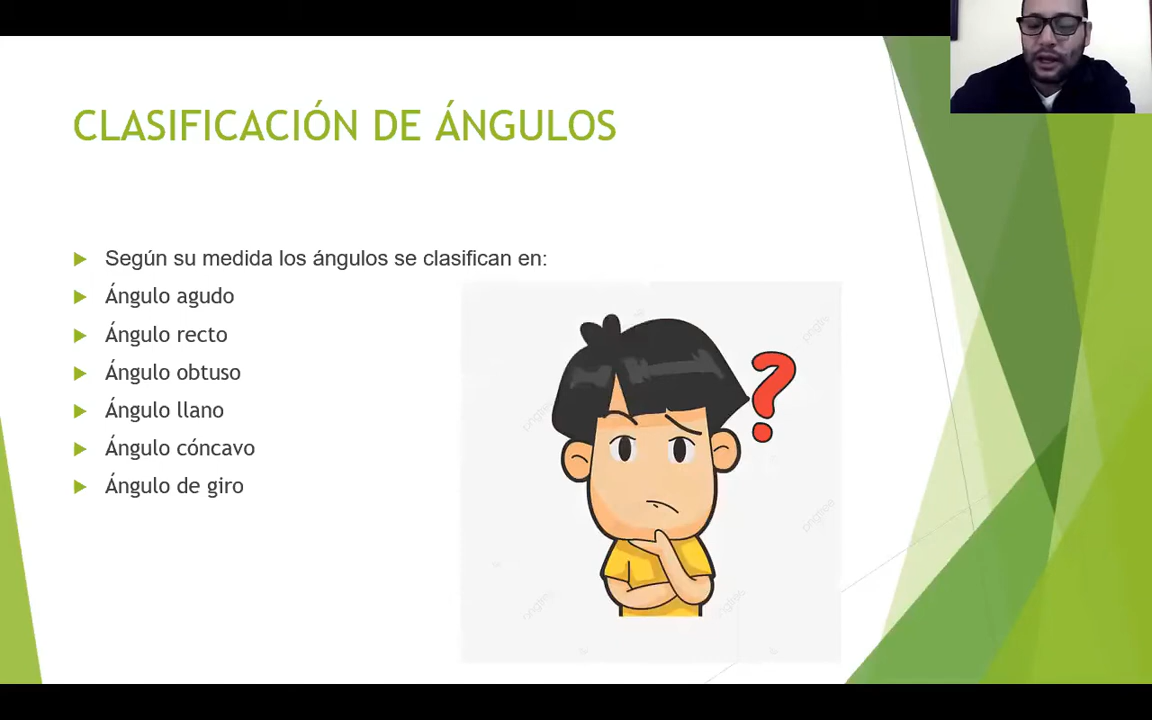 CLASIFICACIÓN DE ÁNGULOS
Según su medida los ángulos se clasifican en:
Ángulo agudo
Ángulo recto
Ángulo obtuso
Ángulo llano
Ángulo cóncavo
Ángulo de giro